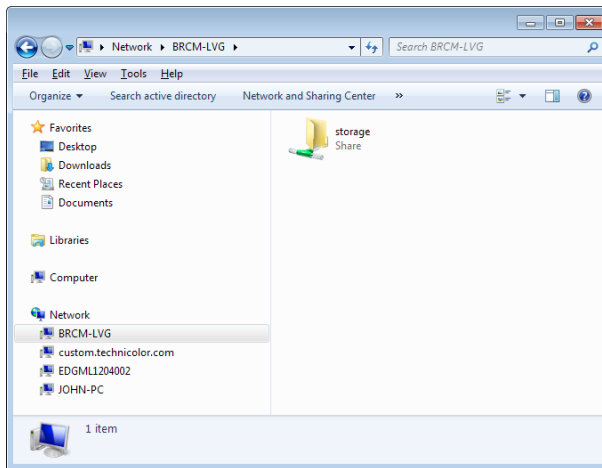 Network BRCM-LVG
Search BRCM-LVG
File Edit View Tools Help
Organize Search active directory Network and Sharing Center »
Favorites
Desktop
Downloads
Recent Places
Documents
Libraries
Computer
Network
BRCM-LVG
custom.technicolor.com
EDGML1204002
JOHN-PC
storage
Share
1 item